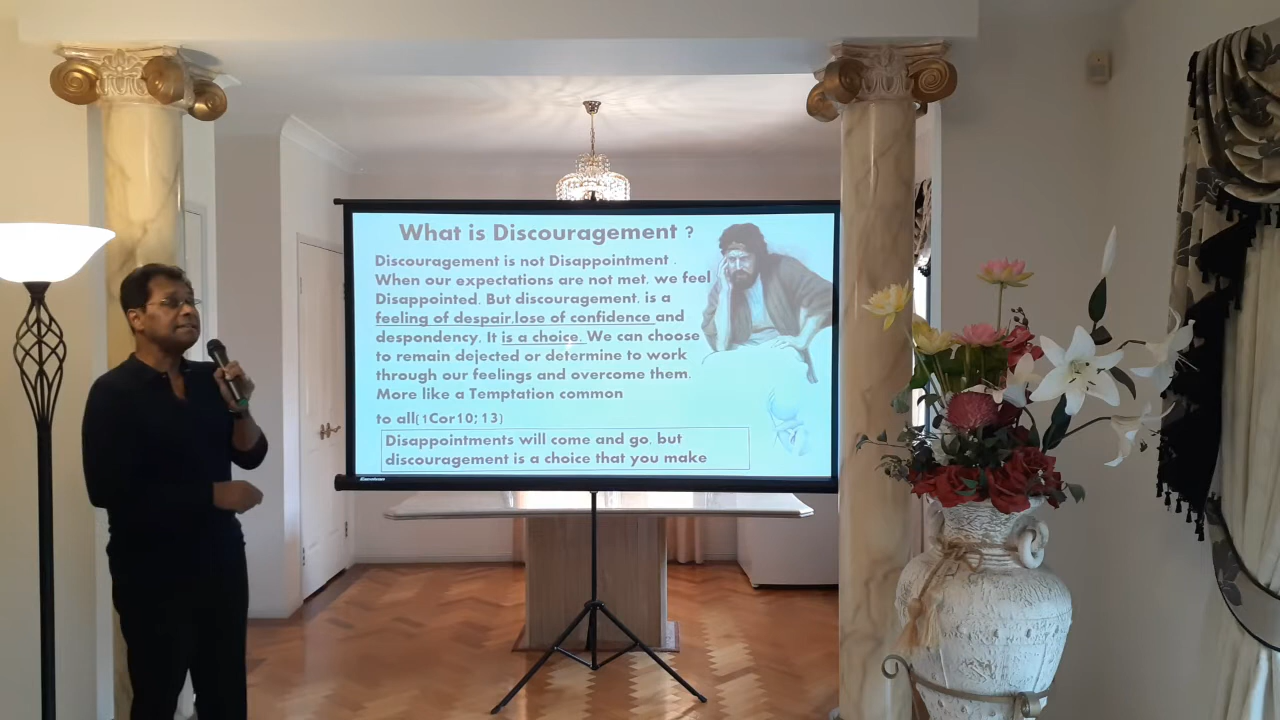 What is Discouragement ?
Discouragement is not Disappointment .
When our expectations are not met, we feel
Disappointed. But discouragement, is a
feeling of despair,lose of confidence and
despondency. It is a choice. We can choose
to remain dejected or determine to work
through our feelings and overcome them.
More like a Temptation common
to all(1Cor10;13)
Disappointments will come and go, but
discouragement is a choice that you make